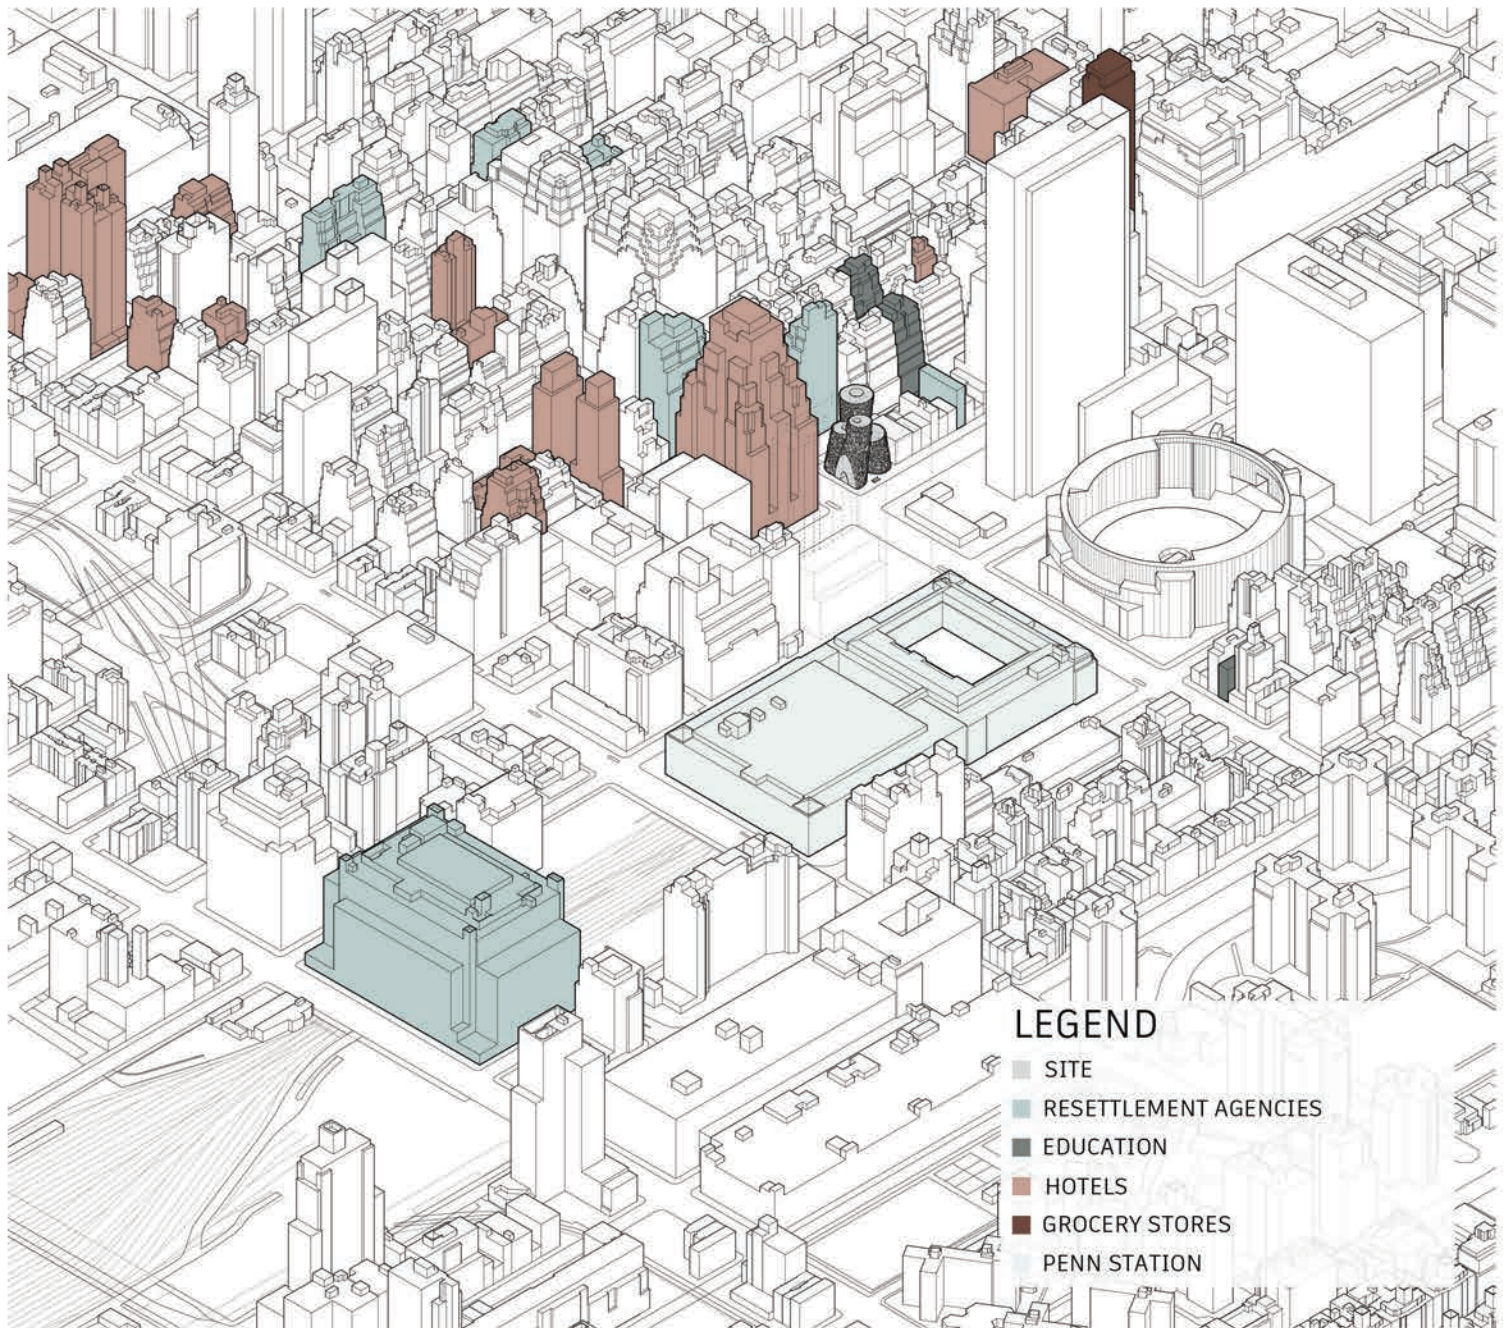 LEGEND
SITE
RESETTLEMENT AGENCIES
EDUCATION
HOTELS
GROCERY STORES
PENN STATION